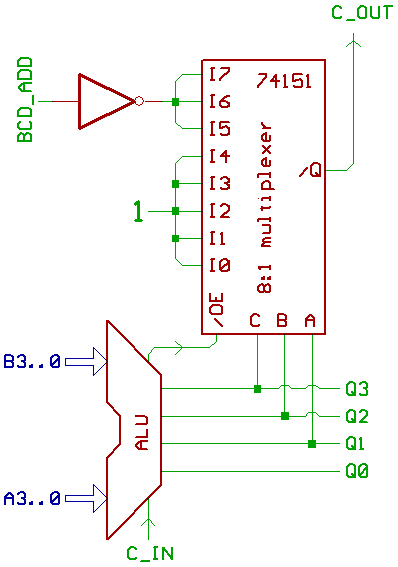 C_OUT
BCD_ADD
I7
74151
I6
I5
I4
I3
/Q
1
I2
I1
I0
8:1 multiplexer
/OE
C B A
B3..0
Q3
Q2
ALU
Q1
Q0
A3..0
C_IN